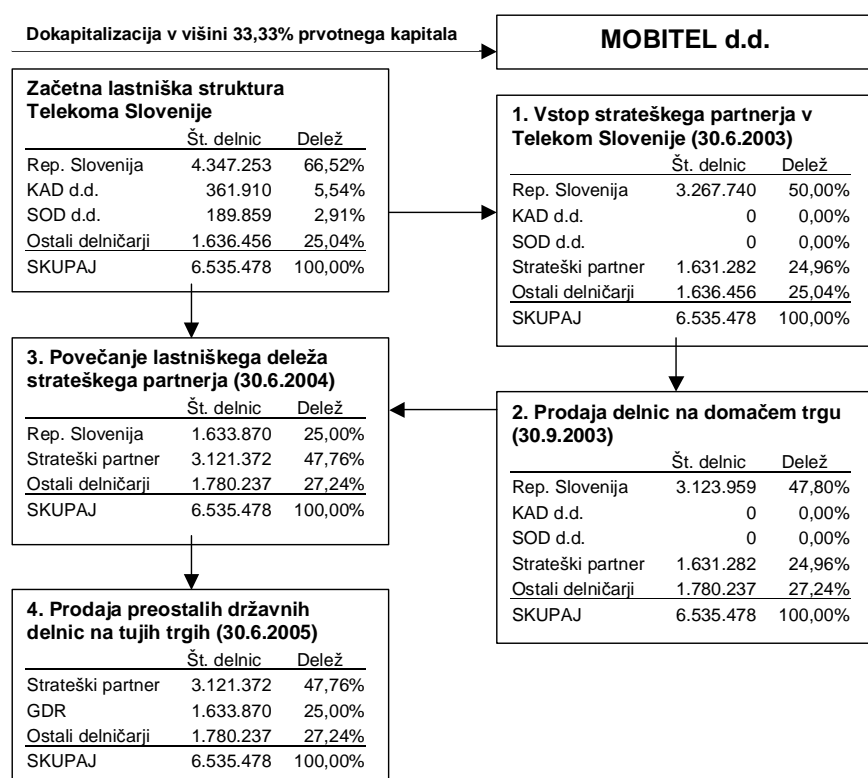 Dokapitalizacija v višini 33,33% prvotnega kapitala
MOBITEL d.d.
Začetna lastniška struktura
Telekoma Slovenije
Št. delnic Delež
Rep. Slovenija 4.347.253 66,52%
KAD d.d. 361.910 5,54%
SOD d.d. 189.859 2,91%
Ostali delničarji 1.636.456 25,04%
SKUPAJ 6.535.478 100,00%
1. Vstop strateškega partnerja v
Telekom Slovenije (30.6.2003)
Št. delnic Delež
Rep. Slovenija 3.267.740 50,00%
KAD d.d. 0 0,00%
SOD d.d. 0 0,00%
Strateški partner 1.631.282 24,96%
Ostali delničarji 1.636.456 25,04%
SKUPAJ 6.535.478 100,00%
2. Prodaja delnic na domačem trgu
(30.9.2003)
Št. delnic Delež
Rep. Slovenija 3.123.959 47,80%
KAD d.d. 0 0,00%
SOD d.d. 0 0,00%
Strateški partner 1.631.282 24,96%
Ostali delničarji 1.780.237 27,24%
SKUPAJ 6.535.478 100,00%
3. Povečanje lastniškega deleža
strateškega partnerja (30.6.2004)
Št. delnic Delež
Rep. Slovenija 1.633.870 25,00%
Strateški partner 3.121.372 47,76%
Ostali delničarji 1.780.237 27,24%
SKUPAJ 6.535.478 100,00%
4. Prodaja preostalih državnih
delnic na tujih trgih (30.6.2005)
Št. delnic Delež
Strateški partner 3.121.372 47,76%
GDR 1.633.870 25,00%
Ostali delničarji 1.780.237 27,24%
SKUPAJ 6.535.478 100,00%